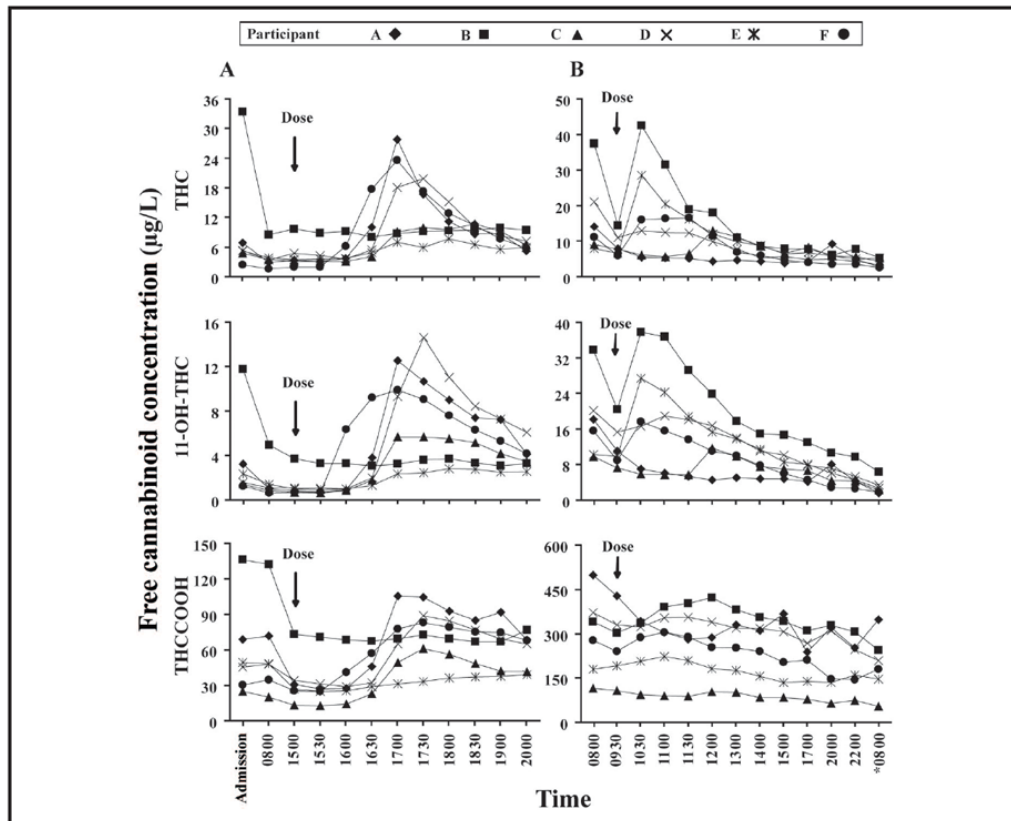 Participant A B C D E F
A B
Free cannabinoid concentration (µg/L)
THC
36
30
24
18
12
6
0
Dose
50
40
30
20
10
0
Dose
11-OH-THC
16
12
8
4
0
Dose
40
32
24
16
8
0
Dose
THCCOOH
150
120
90
60
30
0
Dose
600
450
300
150
0
Dose
Admission 0800 1500 1530 1600 1630 1700 1730 1800 1830 1900 2000
0800 0930 1030 1100 1130 1200 1300 1400 1500 1600 2000 2200 *0800
Time